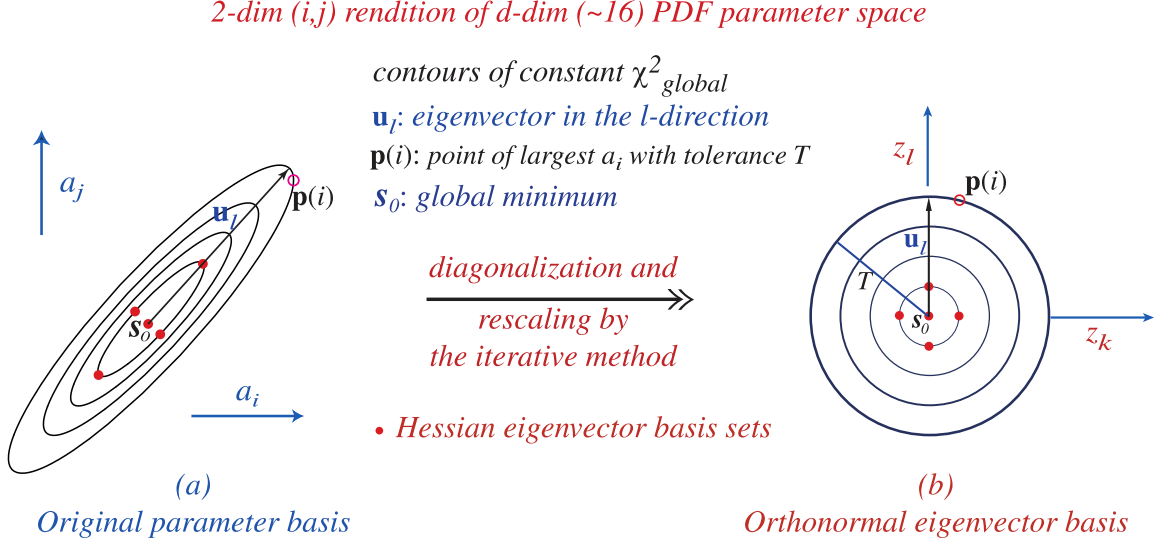 2-dim (i,j) rendition of d-dim (~16) PDF parameter space
contours of constant χ²global
uₗ: eigenvector in the l-direction
p(i): point of largest aᵢ with tolerance T
s₀: global minimum
aⱼ
p(i)
uₗ
s₀
aᵢ
diagonalization and
rescaling by
the iterative method
• Hessian eigenvector basis sets
zₗ
p(i)
uₗ
T
s₀
zₖ
(a)
Original parameter basis
(b)
Orthonormal eigenvector basis